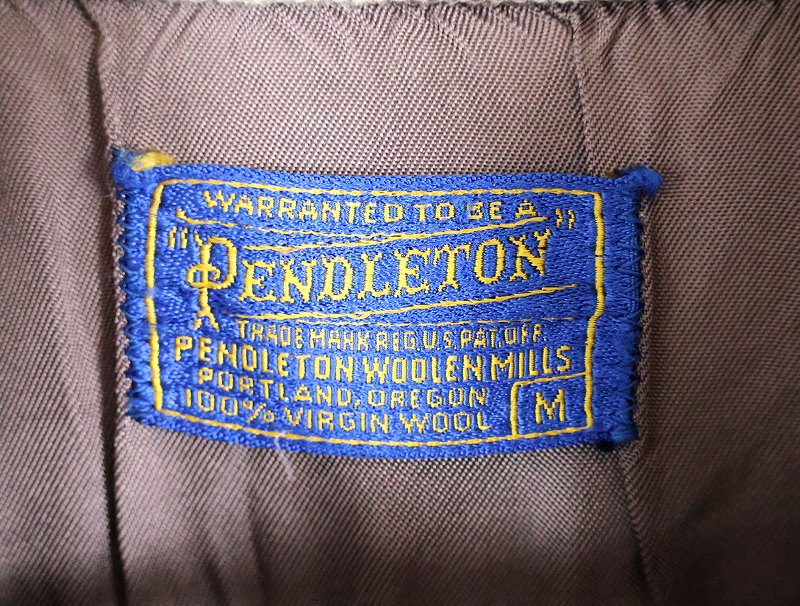 WARRANTED TO BE A
"PENDLETON"
TRADE MARK REG. U.S. PAT. OFF.
PENDLETON WOOLEN MILLS
PORTLAND, OREGON
100% VIRGIN WOOL
M